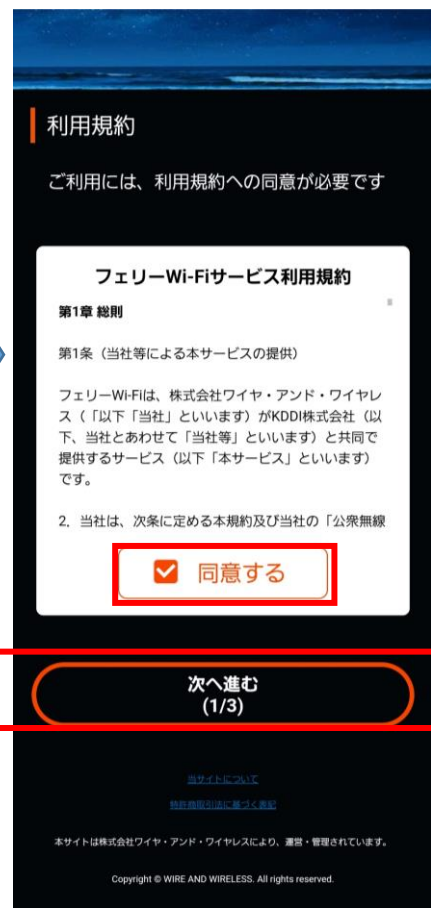 利用規約
ご利用には、利用規約への同意が必要です
フェリーWi-Fiサービス利用規約
第1章 総則
第1条（当社等による本サービスの提供）
フェリーWi-Fiは、株式会社ワイヤ・アンド・ワイヤレ
ス（「以下「当社」といいます）がKDDI株式会社（以
下、当社とあわせて「当社等」といいます）と共同で
提供するサービス（以下「本サービス」といいます）
です。
2．当社は、次条に定める本規約及び当社の「公衆無線
同意する
次へ進む
(1/3)
当サイトについて
特許商取引法に基づく表記
本サイトは株式会社ワイヤ・アンド・ワイヤレスにより、運営・管理されています。
Copyright © WIRE AND WIRELESS. All rights reserved.